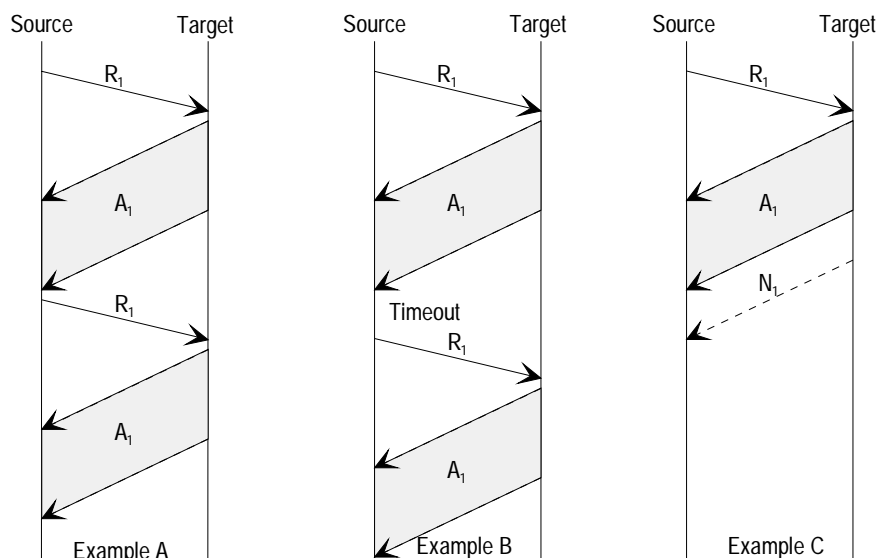 Source Target
R1
A1
R1
A1
Example A
Source Target
R1
A1
Timeout
R1
A1
Example B
Source Target
R1
A1
N1
Example C